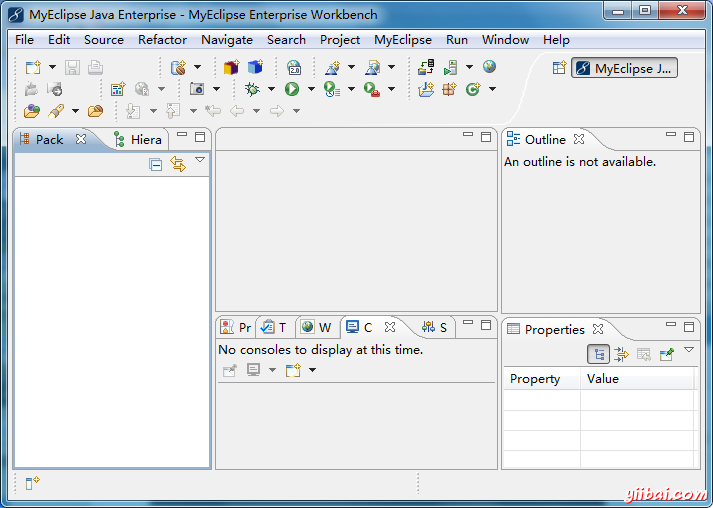 MyEclipse Java Enterprise - MyEclipse Enterprise Workbench
File Edit Source Refactor Navigate Search Project MyEclipse Run Window Help
2.0
MyEclipse J...
Pack Hiera
Outline
An outline is not available.
Pr T W C S
No consoles to display at this time.
Properties
Property Value
yiibai.com